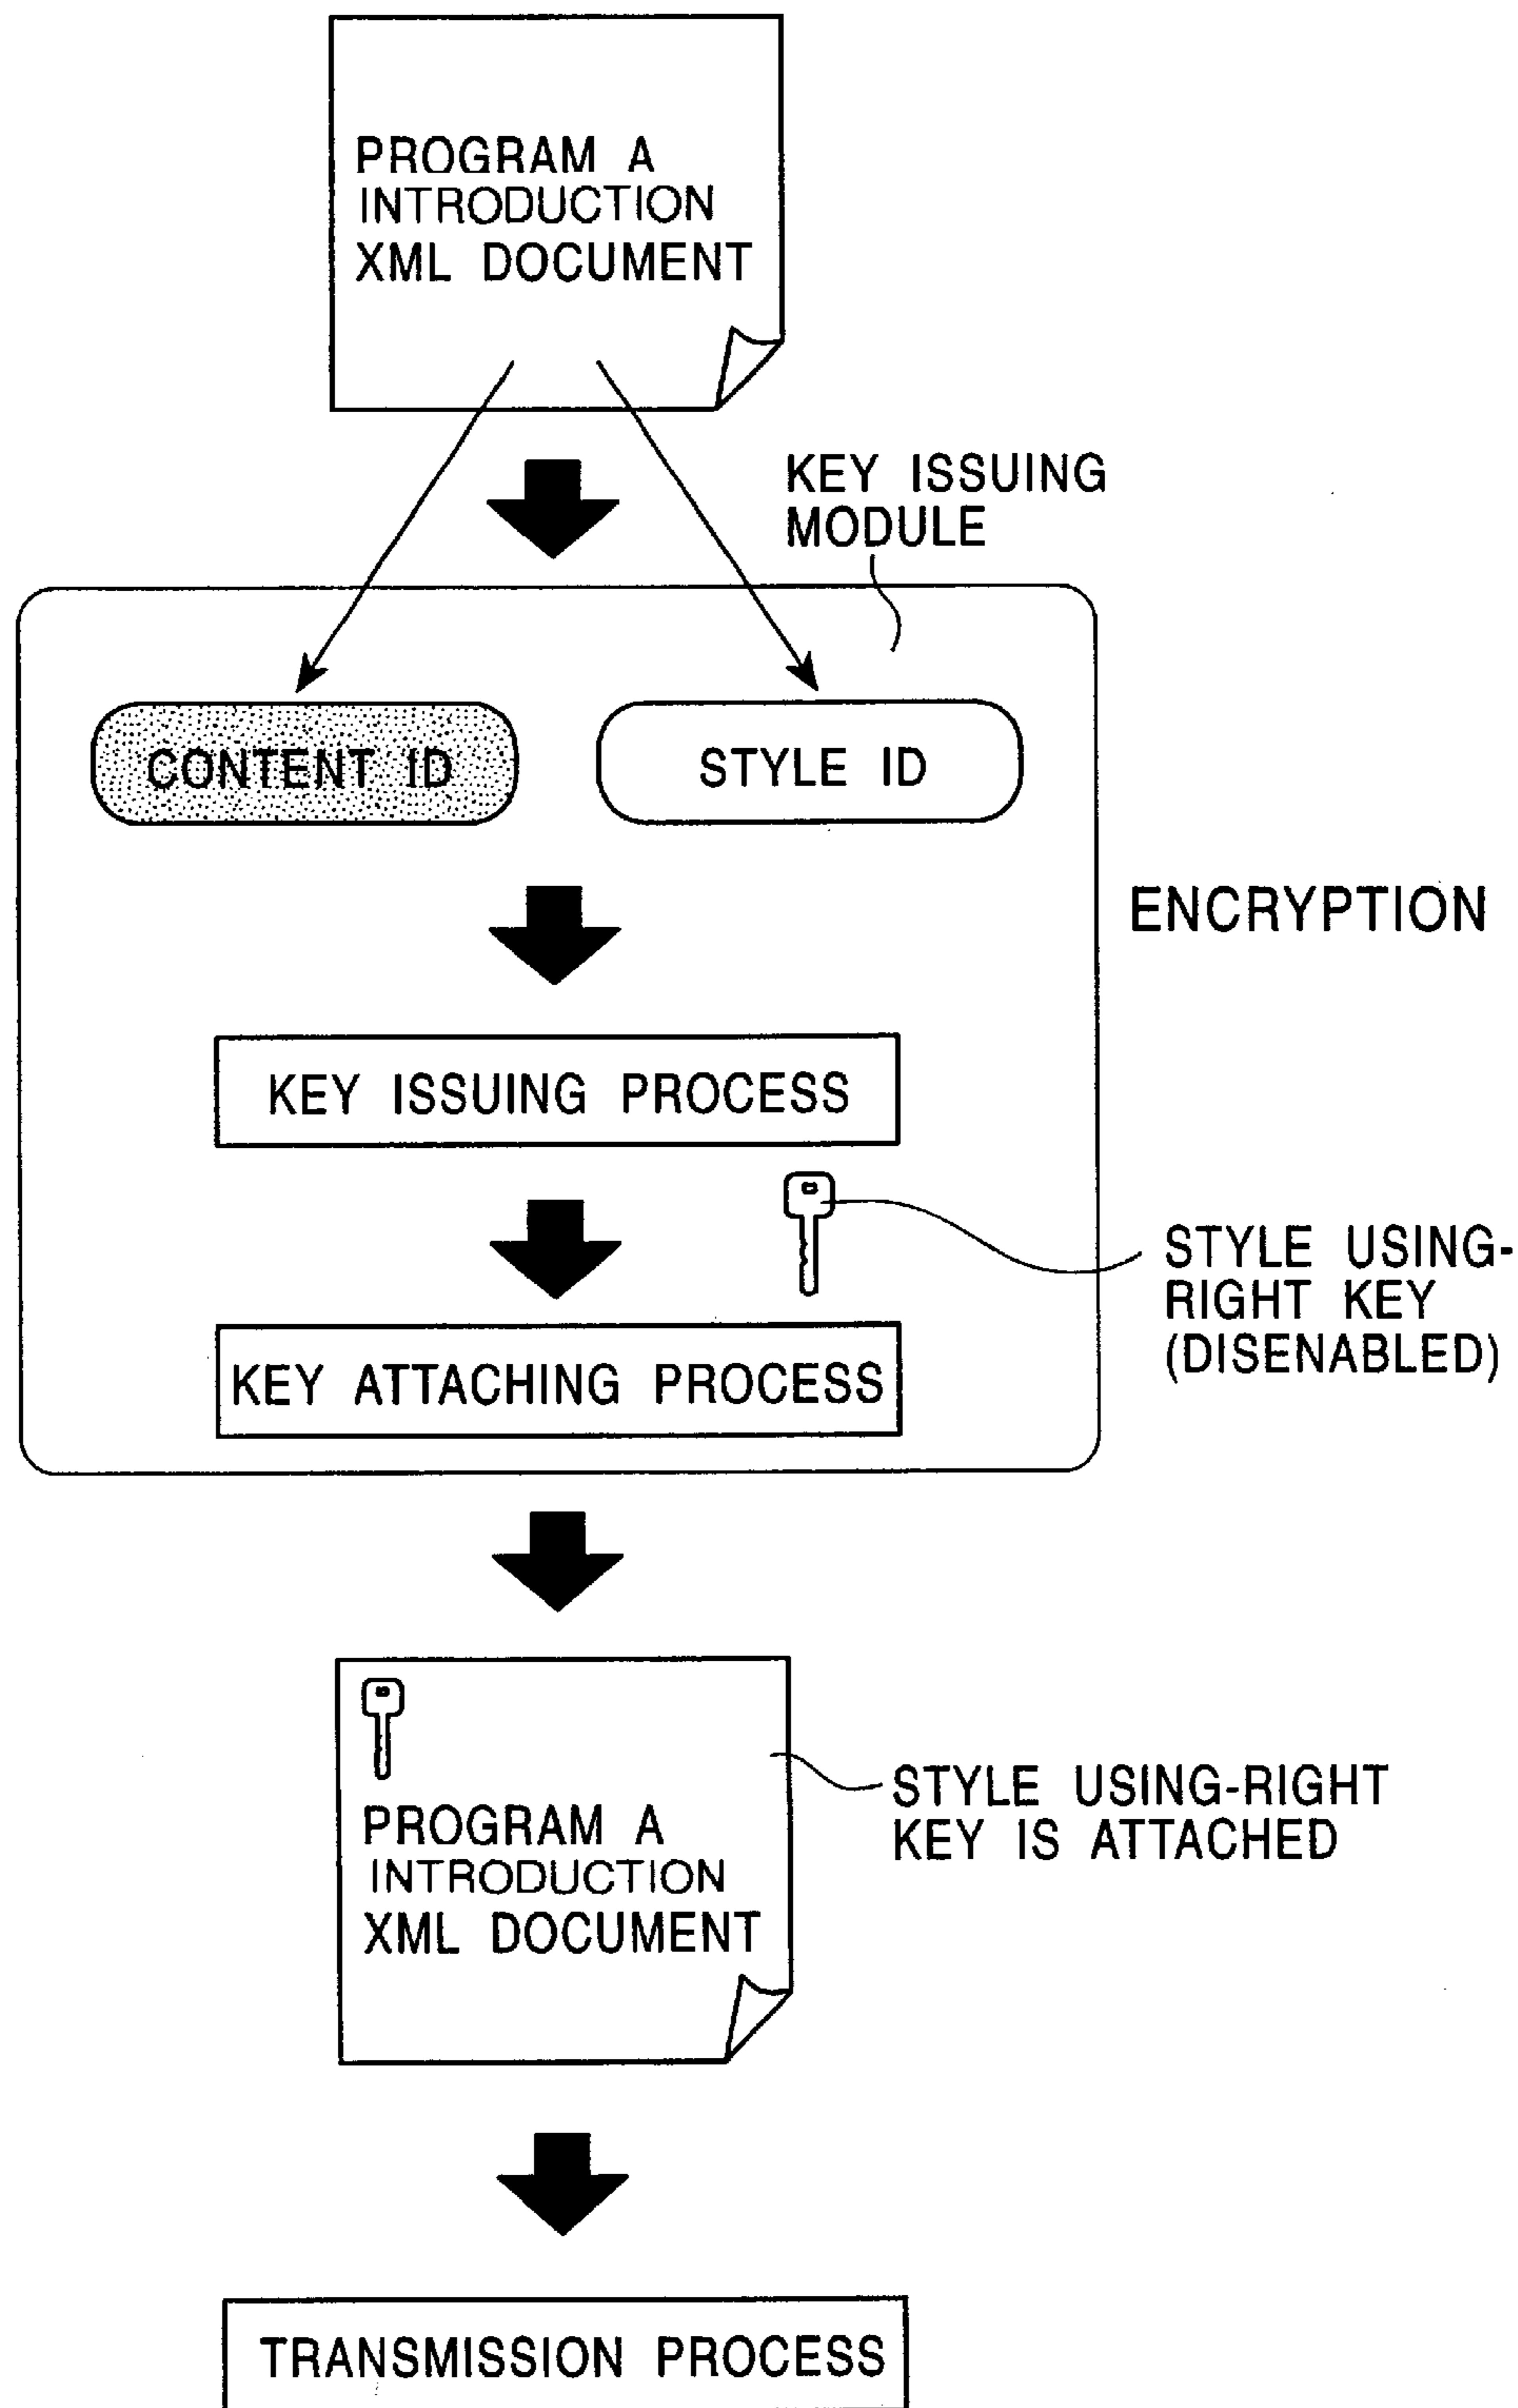 PROGRAM A
INTRODUCTION
XML DOCUMENT
KEY ISSUING
MODULE
CONTENT ID
STYLE ID
ENCRYPTION
KEY ISSUING PROCESS
STYLE USING-
RIGHT KEY
(DISENABLED)
KEY ATTACHING PROCESS
STYLE USING-RIGHT
KEY IS ATTACHED
PROGRAM A
INTRODUCTION
XML DOCUMENT
TRANSMISSION PROCESS